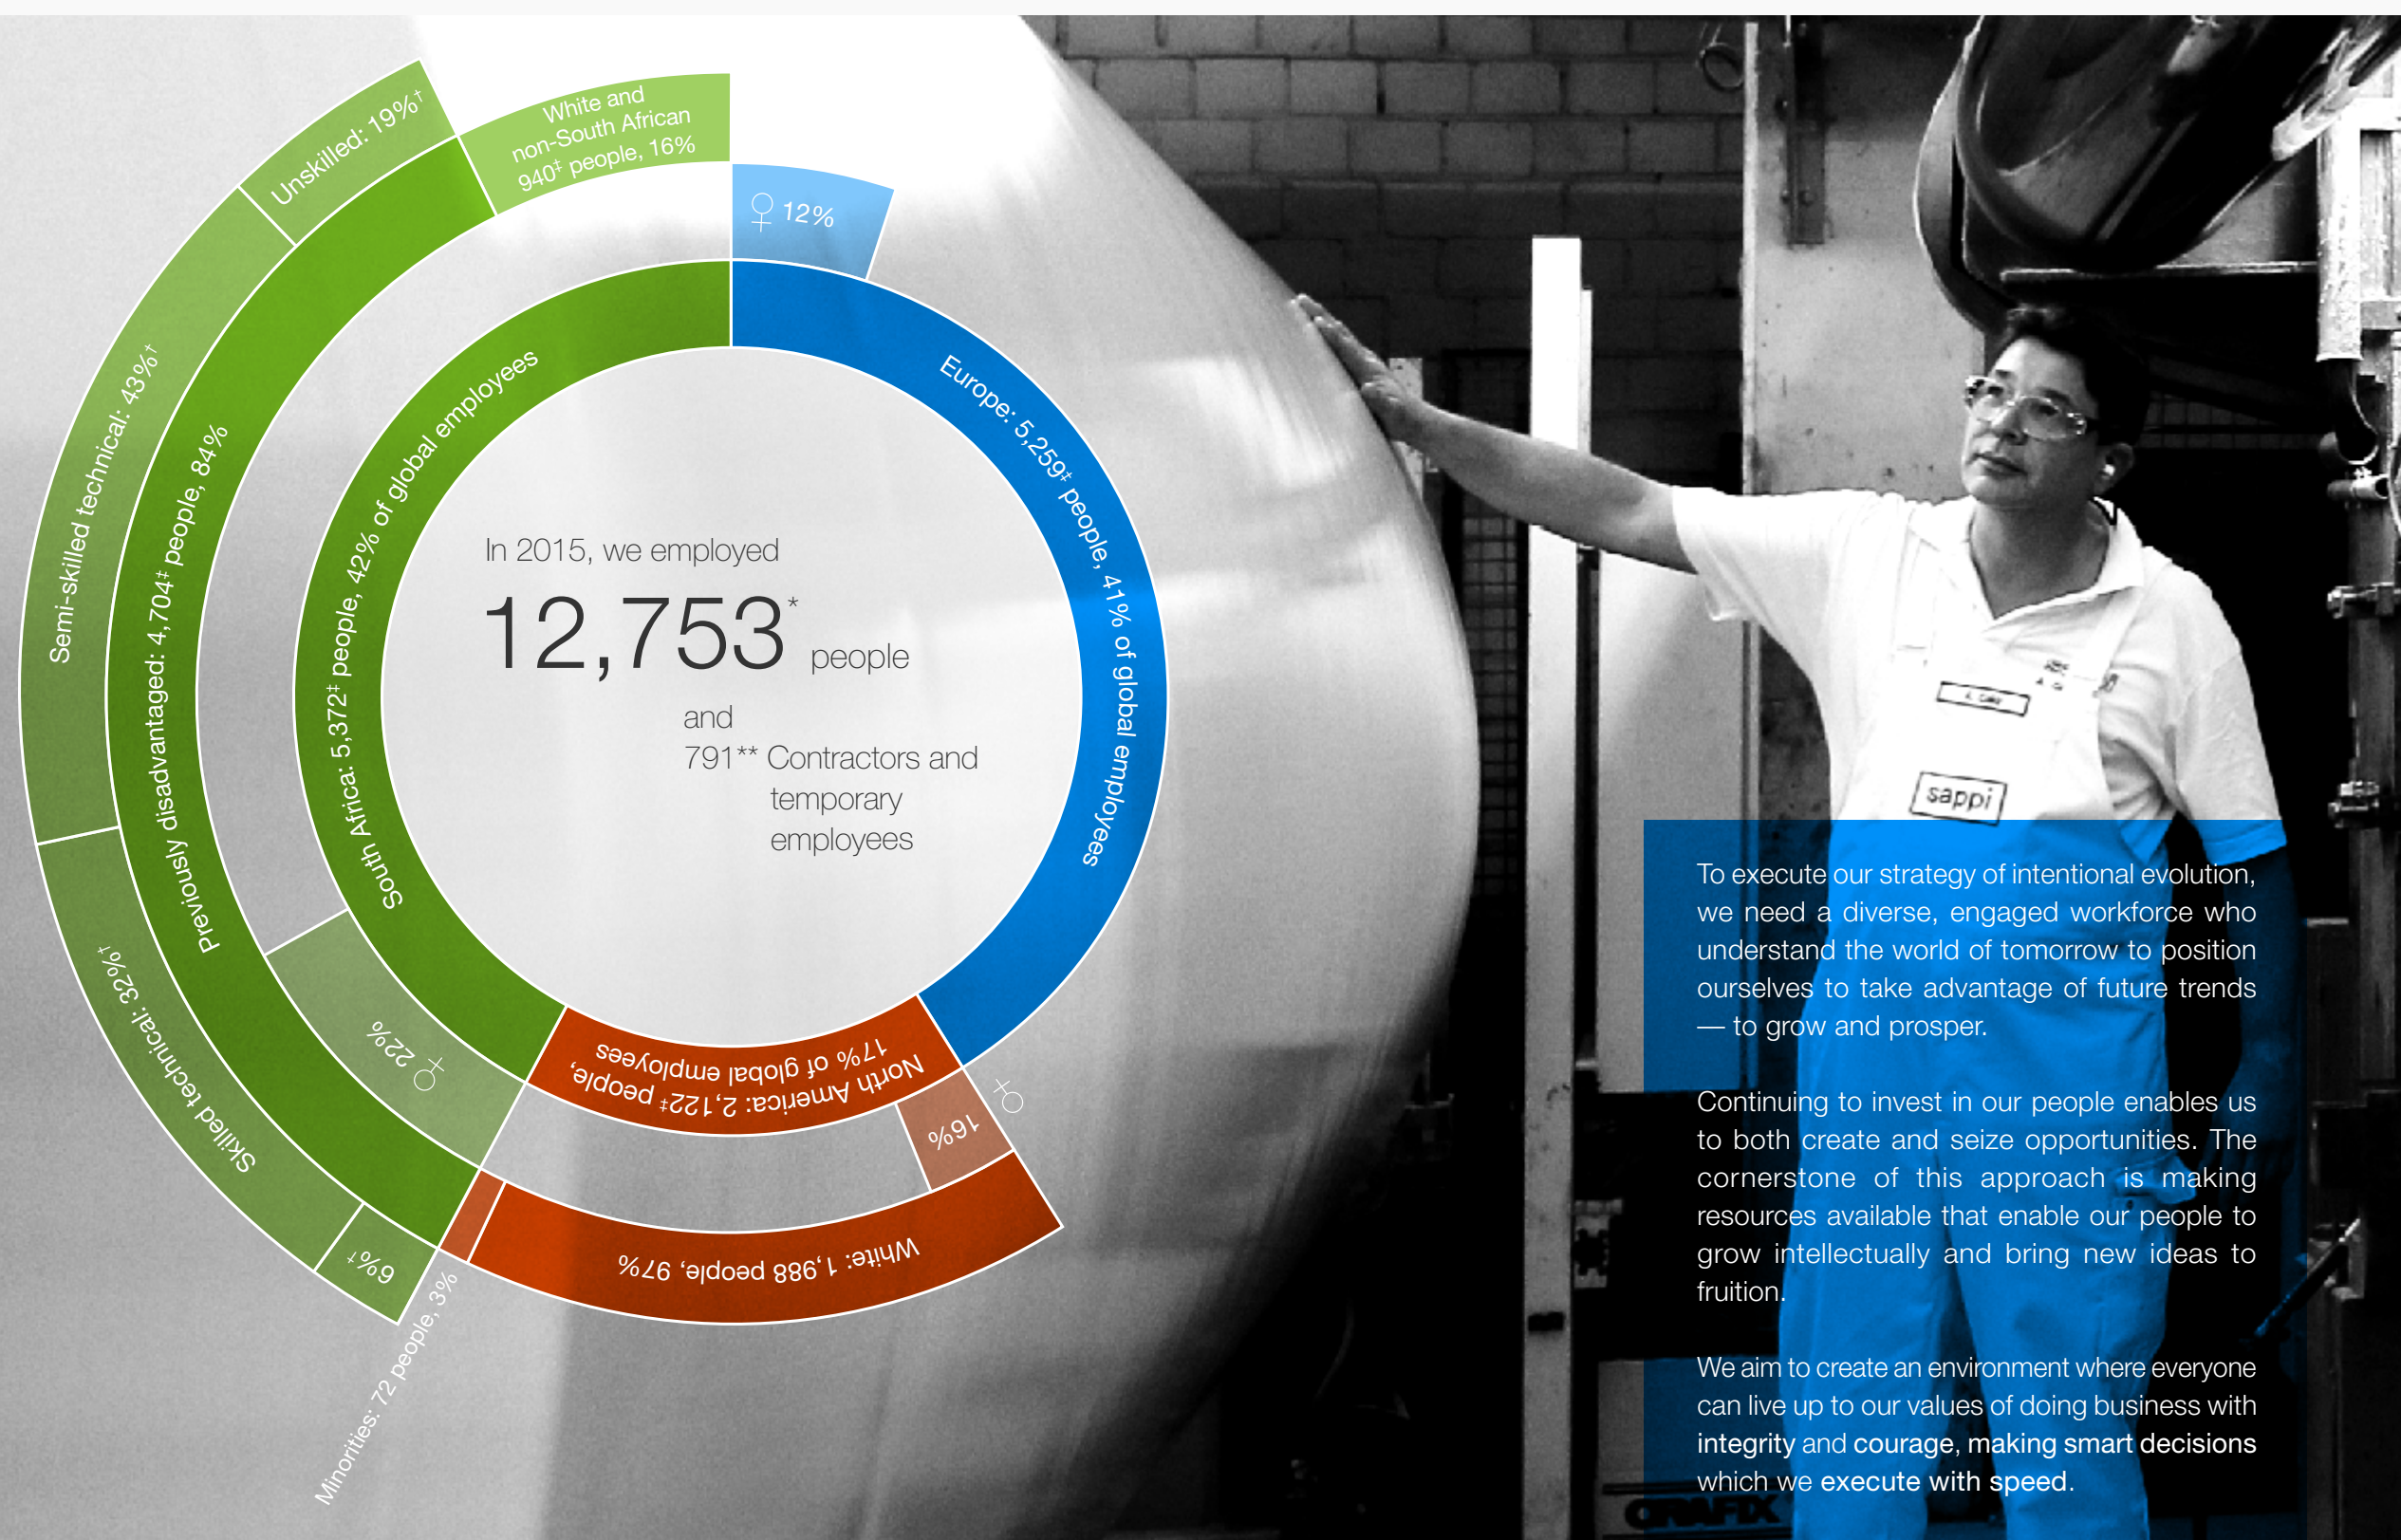 Unskilled: 19%†
White and
non-South African
940‡ people, 16%
♀ 12%
Semi-skilled technical: 43%†
Previously disadvantaged: 4,704‡ people, 84%
South Africa: 5,372‡ people, 42% of global employees
Europe: 5,259‡ people, 41% of global employees
In 2015, we employed
12,753*
people
and
791** Contractors and
temporary
employees
Skilled technical: 32%†
♀ 22%
6%†
North America: 2,122‡ people,
17% of global employees
♀
16%
White: 1,988 people, 97%
Minorities: 72 people, 3%
sappi
To execute our strategy of intentional evolution,
we need a diverse, engaged workforce who
understand the world of tomorrow to position
ourselves to take advantage of future trends
— to grow and prosper.
Continuing to invest in our people enables us
to both create and seize opportunities. The
cornerstone of this approach is making
resources available that enable our people to
grow intellectually and bring new ideas to
fruition.
We aim to create an environment where everyone
can live up to our values of doing business with
integrity and courage, making smart decisions
which we execute with speed.
GRAFIX